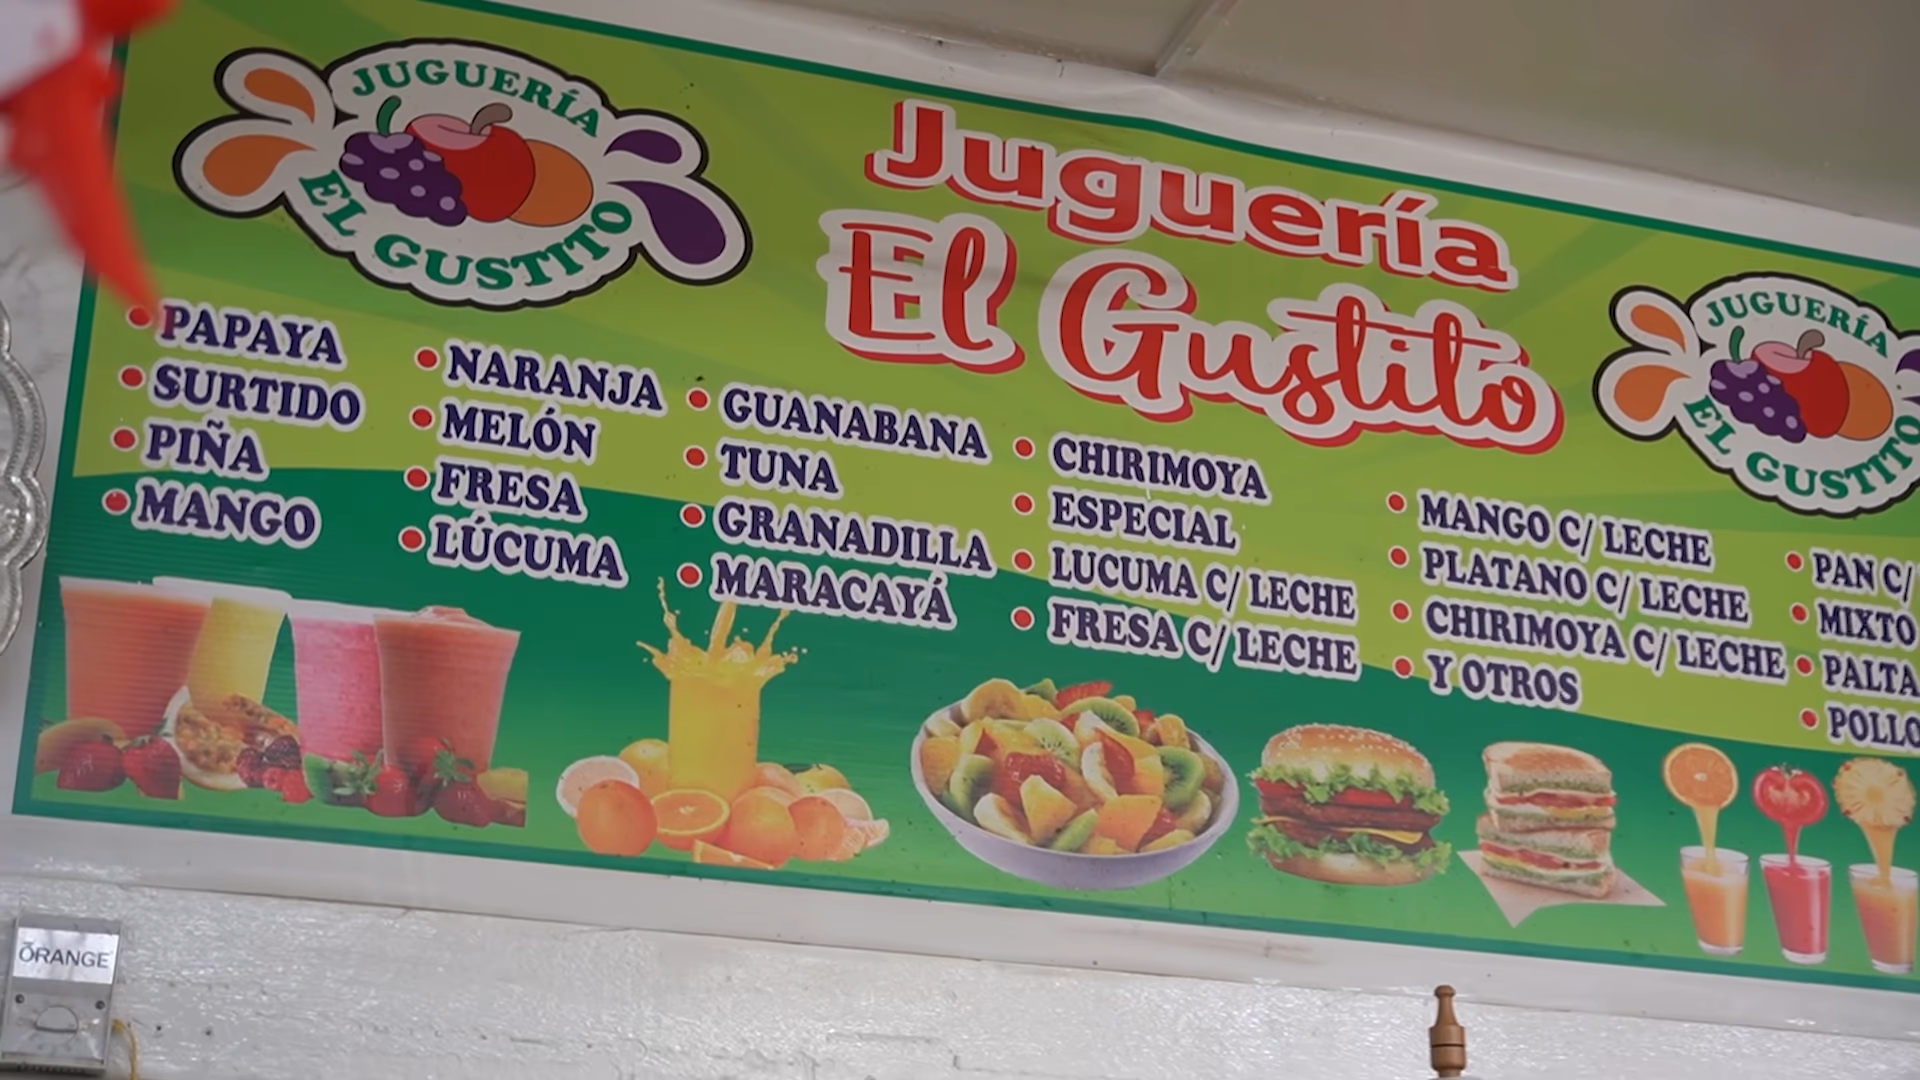 JUGUERÍA
EL GUSTITO
Juguería
El Gustito
JUGUERÍA
EL GUSTITO
PAPAYA
SURTIDO
PIÑA
MANGO
NARANJA
MELÓN
FRESA
LÚCUMA
GUANABANA
TUNA
GRANADILLA
MARACAYÁ
CHIRIMOYA
ESPECIAL
LUCUMA C/ LECHE
FRESA C/ LECHE
MANGO C/ LECHE
PLATANO C/ LECHE
CHIRIMOYA C/ LECHE
Y OTROS
PAN C/
MIXTO
PALTA
POLLO
ORANGE